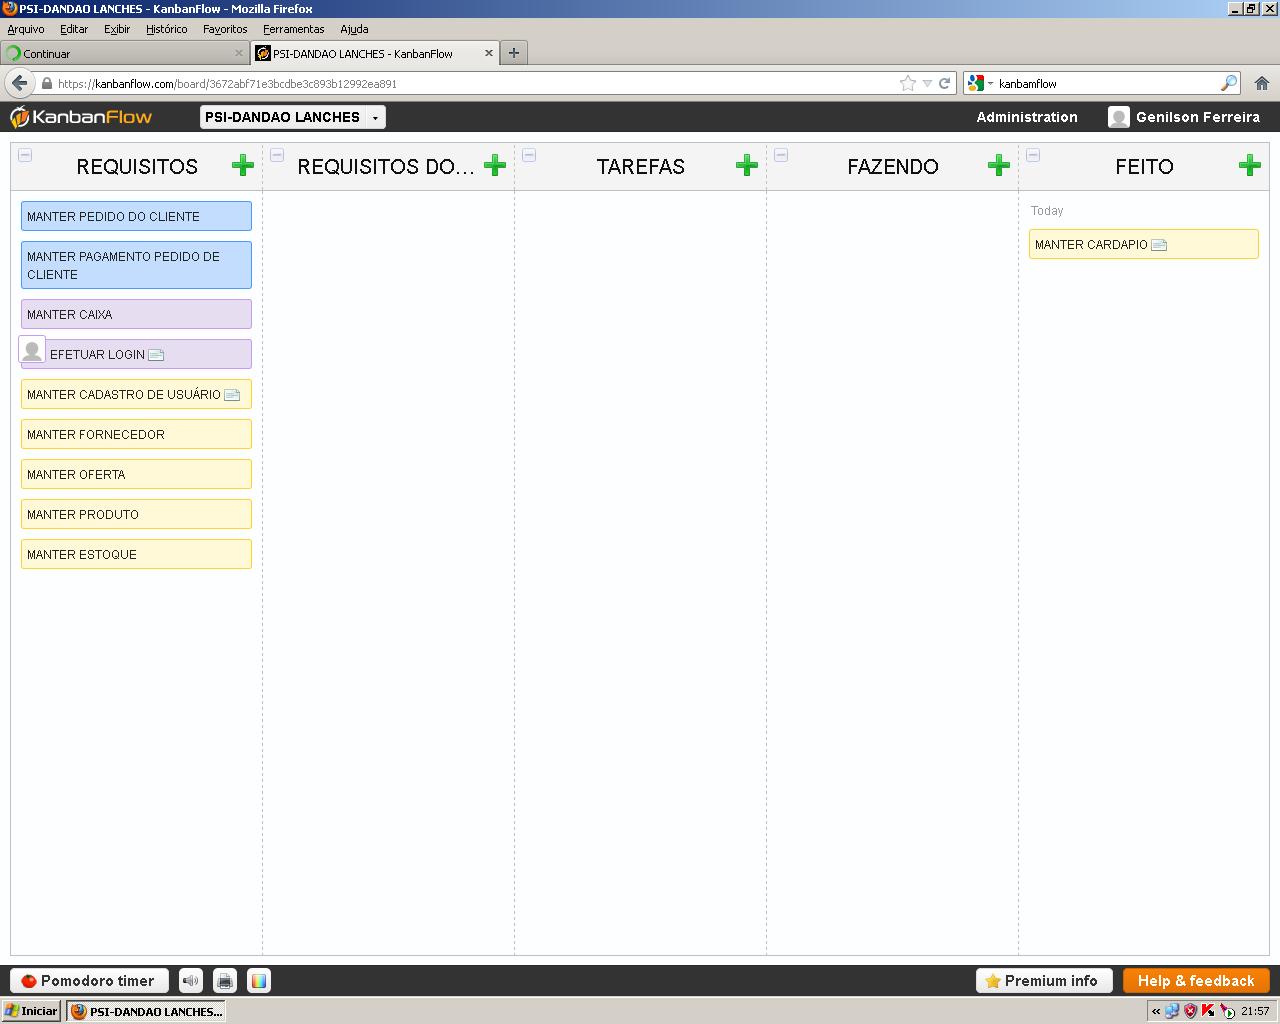 PSI-DANDAO LANCHES - KanbanFlow - Mozilla Firefox
Arquivo Editar Exibir Histórico Favoritos Ferramentas Ajuda
Continuar
PSI-DANDAO LANCHES - KanbanFlow
https://kanbanflow.com/board/3672abf71e3bcdbe3c893b12992ea891
kanbamflow
KanbanFlow
PSI-DANDAO LANCHES
Administration
Genilson Ferreira
REQUISITOS
REQUISITOS DO...
TAREFAS
FAZENDO
FEITO
MANTER PEDIDO DO CLIENTE
MANTER PAGAMENTO PEDIDO DE
CLIENTE
MANTER CAIXA
EFETUAR LOGIN
MANTER CADASTRO DE USUÁRIO
MANTER FORNECEDOR
MANTER OFERTA
MANTER PRODUTO
MANTER ESTOQUE
Today
MANTER CARDAPIO
Pomodoro timer
Premium info
Help & feedback
Iniciar
PSI-DANDAO LANCHES...
21:57